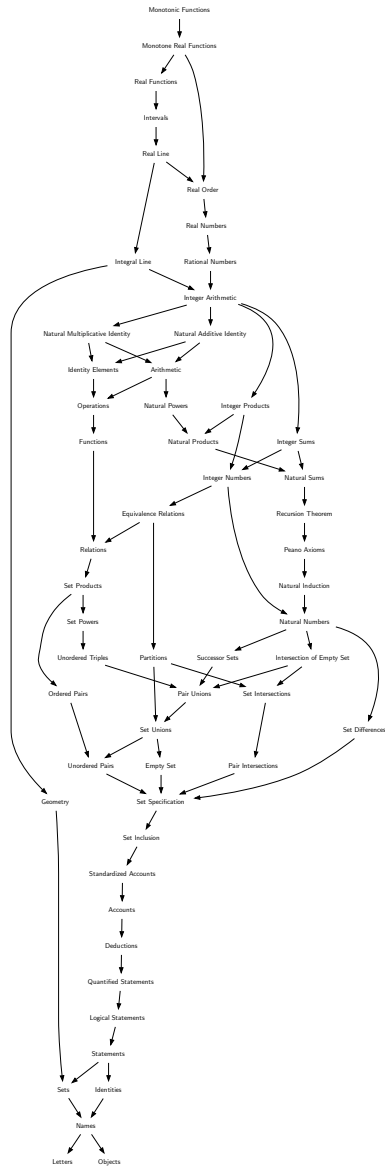 Monotonic Functions
Monotone Real Functions
Real Functions
Intervals
Real Line
Real Order
Real Numbers
Integral Line
Rational Numbers
Integer Arithmetic
Natural Multiplicative Identity
Natural Additive Identity
Identity Elements
Arithmetic
Operations
Natural Powers
Integer Products
Functions
Natural Products
Integer Sums
Integer Numbers
Natural Sums
Equivalence Relations
Recursion Theorem
Relations
Peano Axioms
Set Products
Natural Induction
Set Powers
Natural Numbers
Unordered Triples
Partitions
Successor Sets
Intersection of Empty Set
Ordered Pairs
Pair Unions
Set Intersections
Set Unions
Set Differences
Unordered Pairs
Empty Set
Pair Intersections
Geometry
Set Specification
Set Inclusion
Standardized Accounts
Accounts
Deductions
Quantified Statements
Logical Statements
Statements
Sets
Identities
Names
Letters
Objects